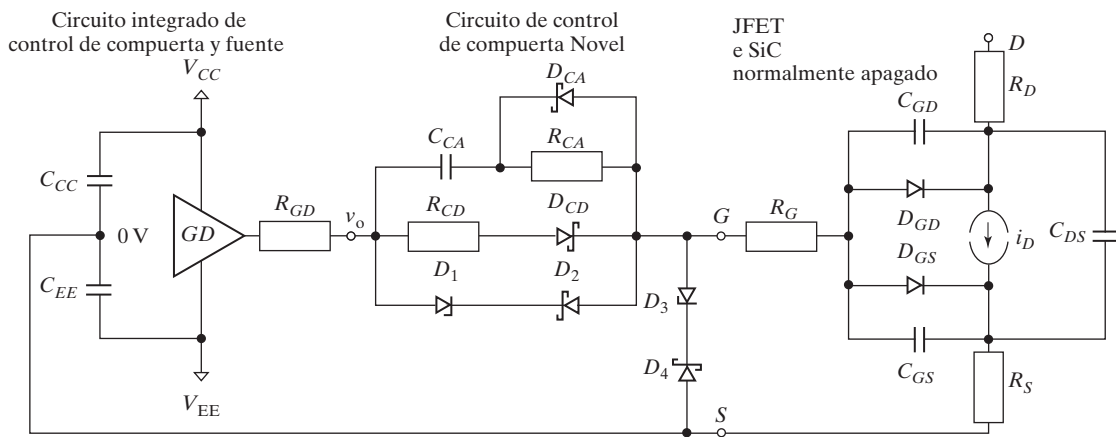 Circuito integrado de
control de compuerta y fuente
Circuito de control
de compuerta Novel
JFET
e SiC
normalmente apagado
D
V_CC
D_CA
R_D
C_GD
C_CA
R_CA
C_CC
R_GD
v_o
R_CD
D_CD
G
R_G
D_GD
0 V
GD
i_D
C_DS
D_GS
C_EE
D_1
D_2
D_3
D_4
C_GS
R_S
V_EE
S